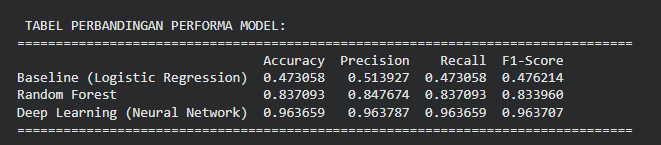 TABEL PERBANDINGAN PERFORMA MODEL:
================================================================================
Accuracy Precision Recall F1-Score
Baseline (Logistic Regression) 0.473058 0.513927 0.473058 0.476214
Random Forest 0.837093 0.847674 0.837093 0.833960
Deep Learning (Neural Network) 0.963659 0.963787 0.963659 0.963707
================================================================================